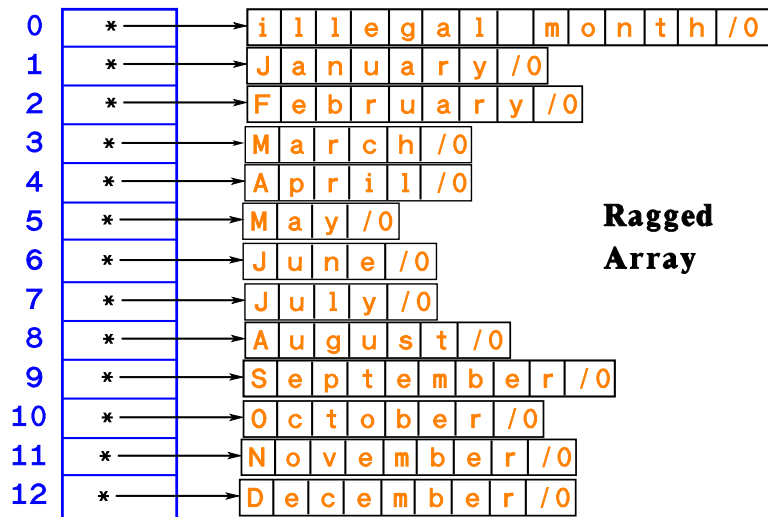 0 * illegal month/0
1 * January/0
2 * February/0
3 * March/0
4 * April/0
5 * May/0
6 * June/0
7 * July/0
8 * August/0
9 * September/0
10 * October/0
11 * November/0
12 * December/0
Ragged
Array